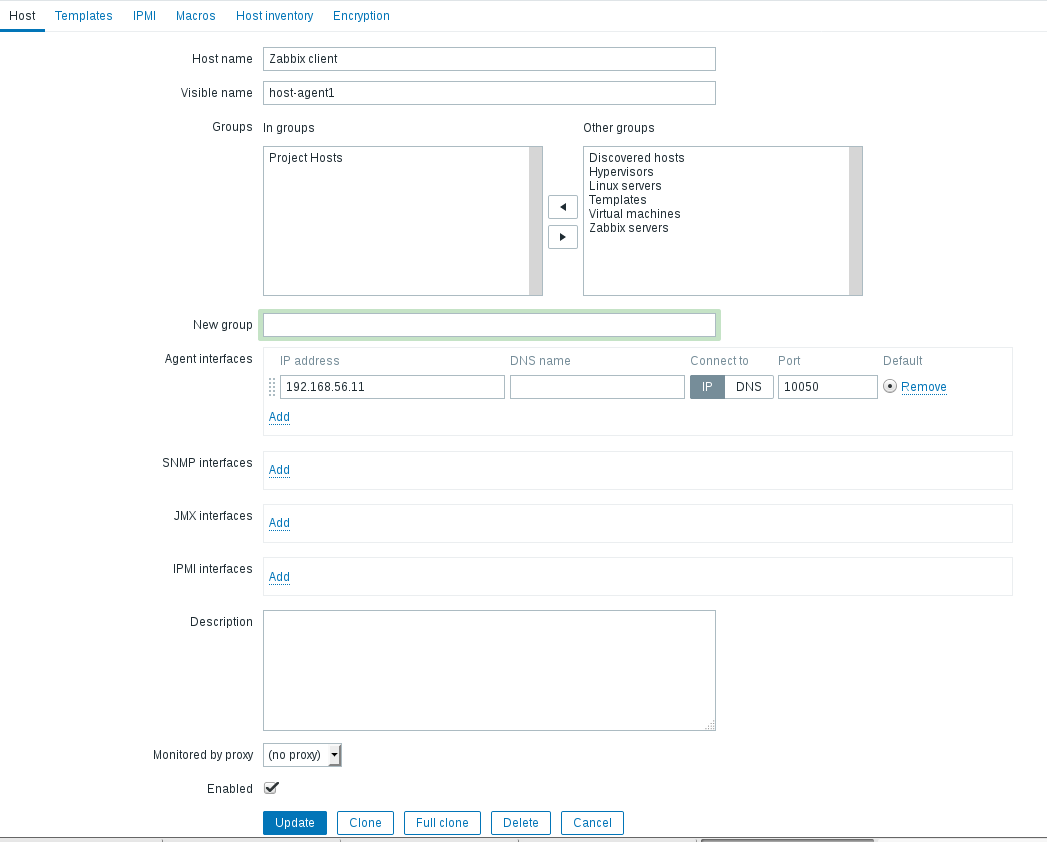 Host Templates IPMI Macros Host inventory Encryption
Host name Zabbix client
Visible name host-agent1
Groups In groups Other groups
Project Hosts Discovered hosts
Hypervisors
Linux servers
Templates
Virtual machines
Zabbix servers
New group
Agent interfaces IP address DNS name Connect to Port Default
192.168.56.11 IP DNS 10050 Remove
Add
SNMP interfaces Add
JMX interfaces Add
IPMI interfaces Add
Description
Monitored by proxy (no proxy)
Enabled
Update Clone Full clone Delete Cancel